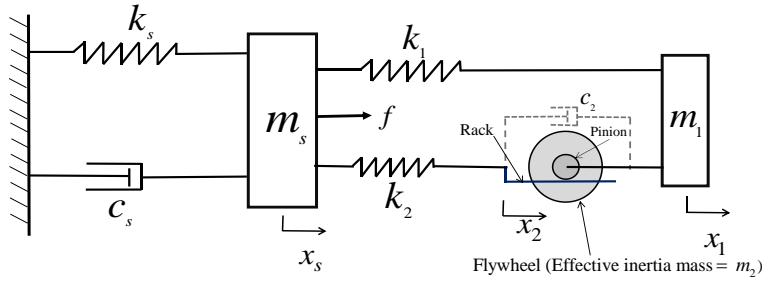 k_s
k_1
m_s
f
c_2
m_1
Rack
Pinion
c_s
k_2
x_s
x_2
x_1
Flywheel (Effective inertia mass = m_2)